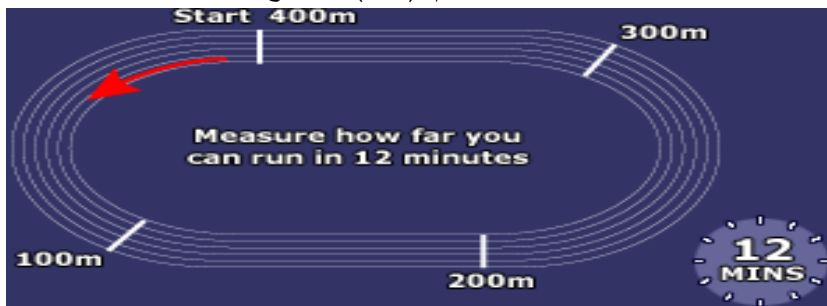 Start 400m
300m
Measure how far you
can run in 12 minutes
100m
200m
12
MINS